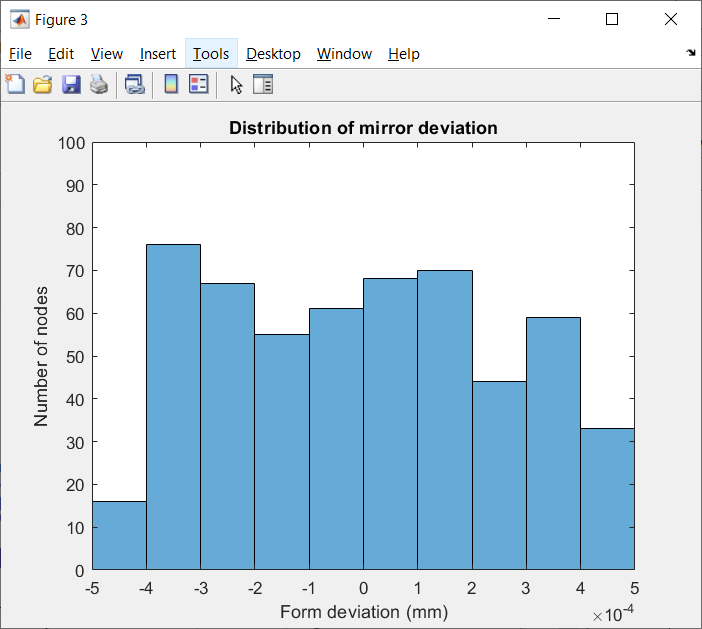 Figure 3
File Edit View Insert Tools Desktop Window Help
Distribution of mirror deviation
100
90
80
70
60
50
40
30
20
10
0
Number of nodes
-5 -4 -3 -2 -1 0 1 2 3 4 5
Form deviation (mm)
×10⁻⁴